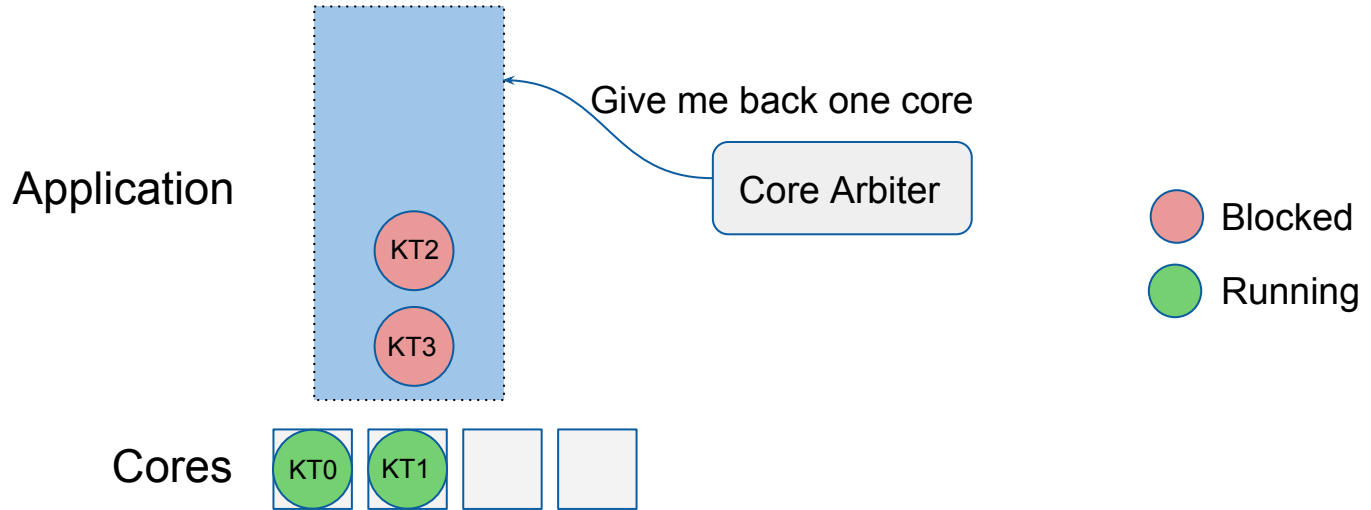 Give me back one core
Application
Core Arbiter
Blocked
KT2
Running
KT3
Cores
KT0
KT1